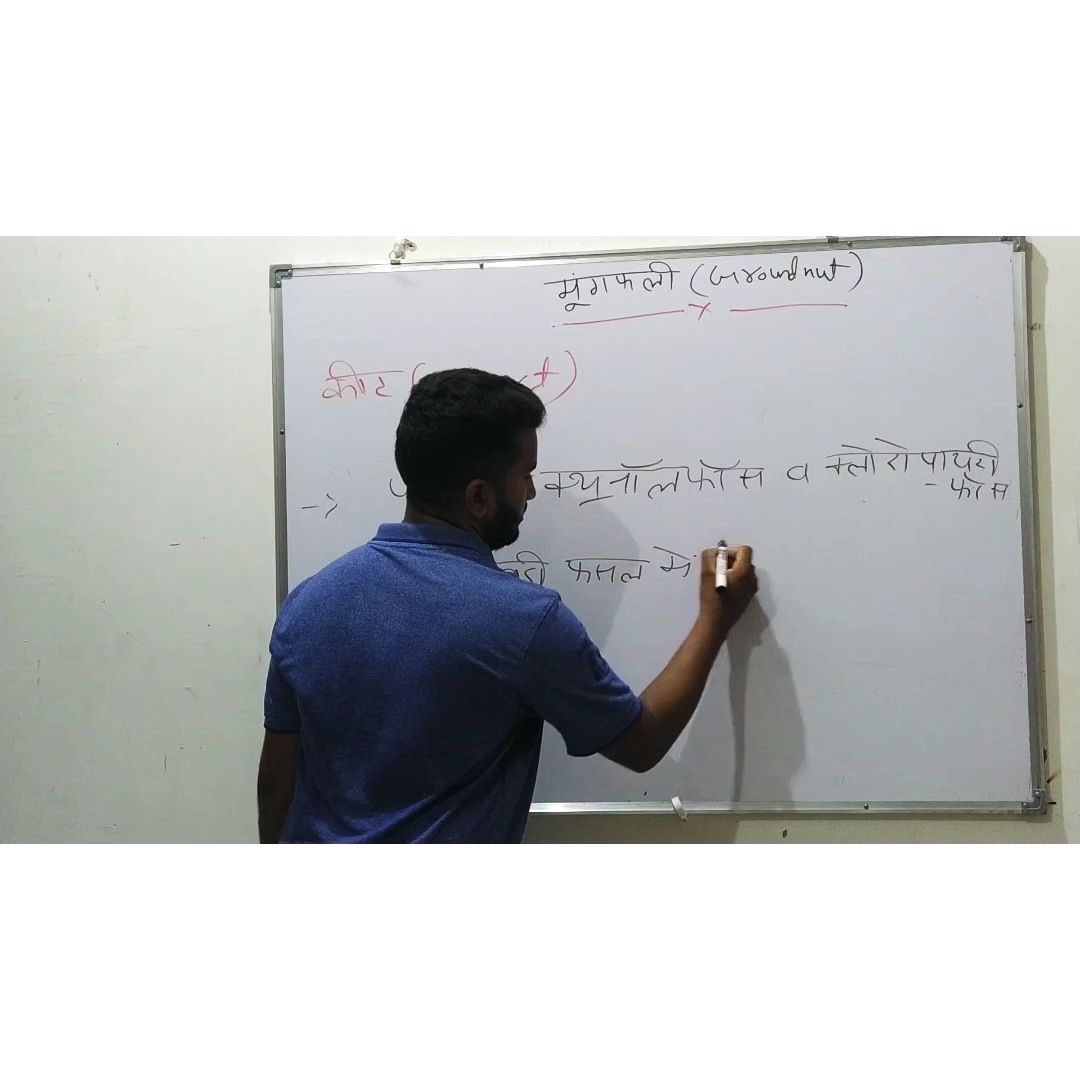 मूंगफली (Groundnut)
कीट
-> क्यूनॉलफॉस व क्लोरोपायरी
- फॉस
फसल में